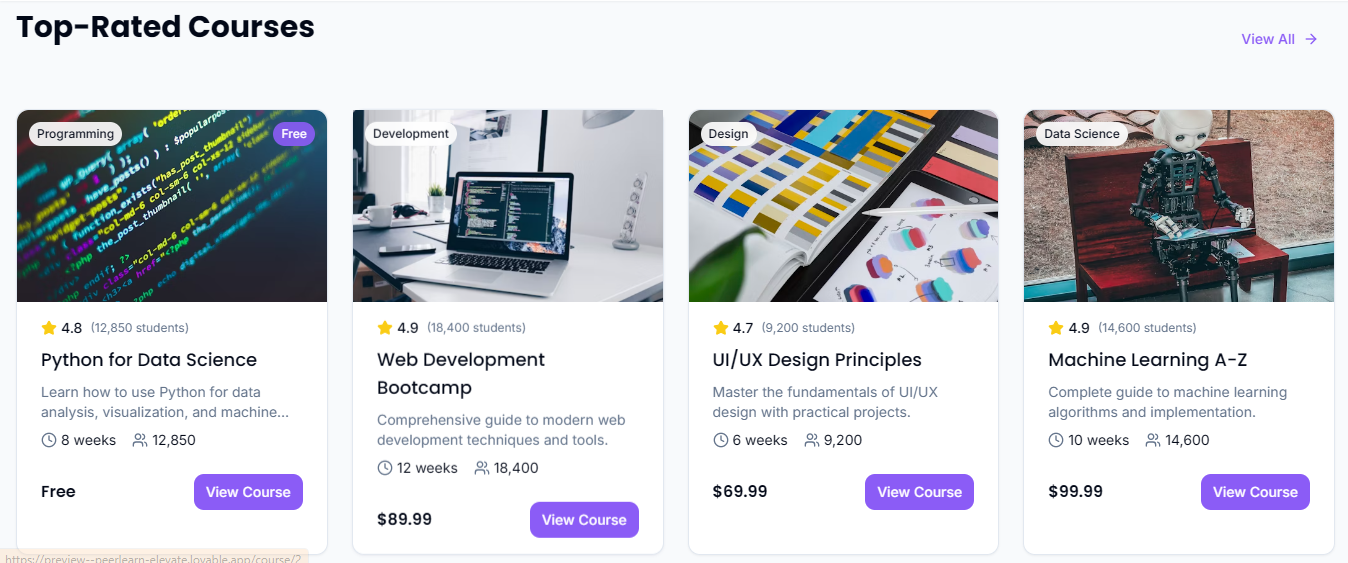 Top-Rated Courses
View All
Programming
Free
4.8 (12,850 students)
Python for Data Science
Learn how to use Python for data
analysis, visualization, and machine...
8 weeks 12,850
Free View Course
Development
4.9 (18,400 students)
Web Development
Bootcamp
Comprehensive guide to modern web
development techniques and tools.
12 weeks 18,400
$89.99 View Course
Design
4.7 (9,200 students)
UI/UX Design Principles
Master the fundamentals of UI/UX
design with practical projects.
6 weeks 9,200
$69.99 View Course
Data Science
4.9 (14,600 students)
Machine Learning A-Z
Complete guide to machine learning
algorithms and implementation.
10 weeks 14,600
$99.99 View Course
https://preview--peerlearn-elevate.lovable.app/course/2